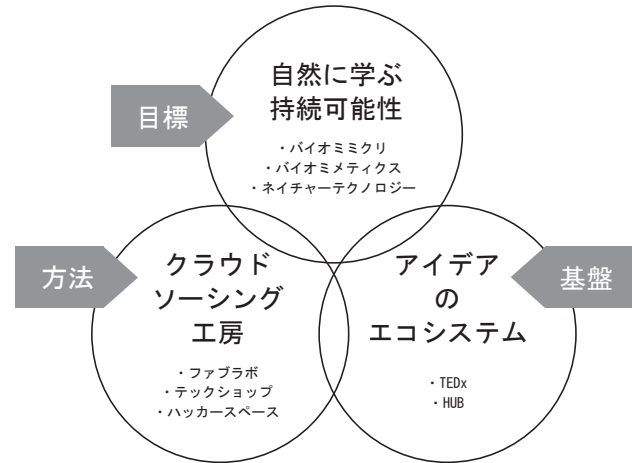 目標
自然に学ぶ
持続可能性
・バイオミミクリ
・バイオミメティクス
・ネイチャーテクノロジー
方法
クラウド
ソーシング
工房
・ファブラボ
・テックショップ
・ハッカースペース
アイデア
の
エコシステム
・TEDx
・HUB
基盤